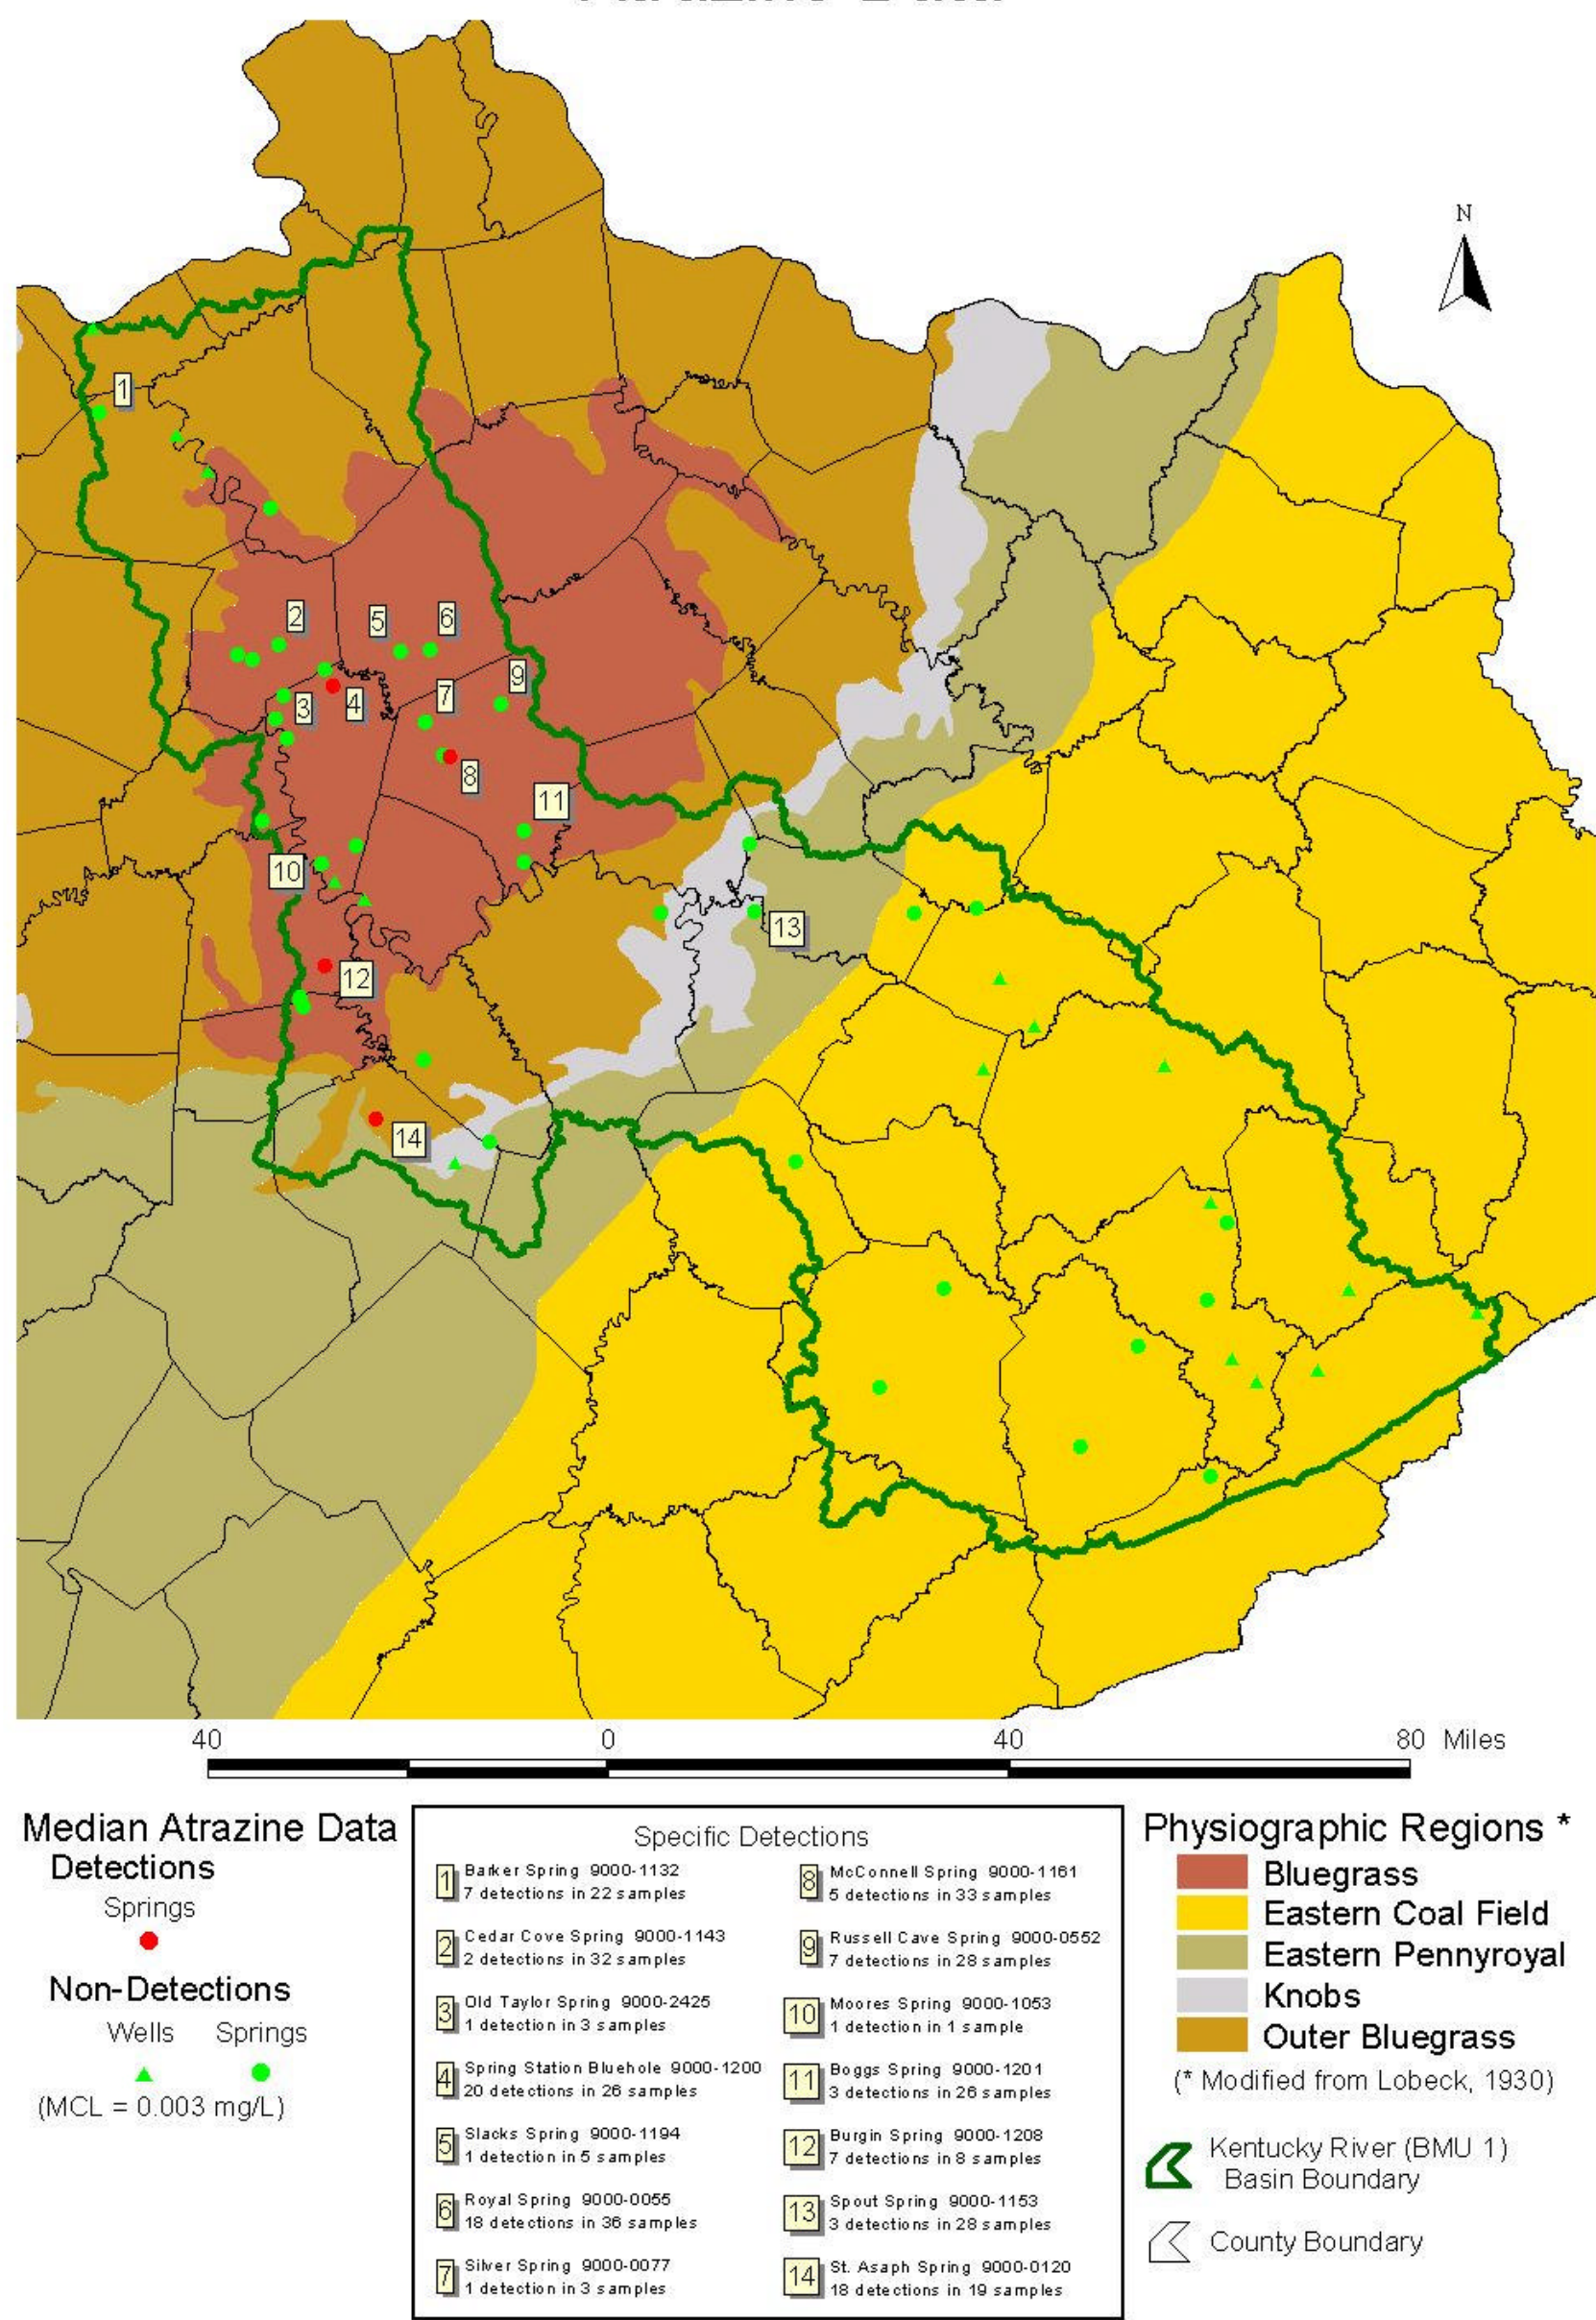 N
1
2
5
6
9
7
3
4
8
11
10
13
12
14
40 0 40 80 Miles
Median Atrazine Data
Detections
Springs
Non-Detections
Wells Springs
(MCL = 0.003 mg/L)
Specific Detections
1 Barker Spring 9000-1132
7 detections in 22 samples
2 Cedar Cove Spring 9000-1143
2 detections in 32 samples
3 Old Taylor Spring 9000-2425
1 detection in 3 samples
4 Spring Station Bluehole 9000-1200
20 detections in 26 samples
5 Slacks Spring 9000-1194
1 detection in 5 samples
6 Royal Spring 9000-0055
18 detections in 36 samples
7 Silver Spring 9000-0077
1 detection in 3 samples
8 McConnell Spring 9000-1161
5 detections in 33 samples
9 Russell Cave Spring 9000-0552
7 detections in 28 samples
10 Moores Spring 9000-1053
1 detection in 1 sample
11 Boggs Spring 9000-1201
3 detections in 26 samples
12 Burgin Spring 9000-1208
7 detections in 8 samples
13 Spout Spring 9000-1153
3 detections in 28 samples
14 St. Asaph Spring 9000-0120
18 detections in 19 samples
Physiographic Regions *
Bluegrass
Eastern Coal Field
Eastern Pennyroyal
Knobs
Outer Bluegrass
(* Modified from Lobeck, 1930)
Kentucky River (BMU 1)
Basin Boundary
County Boundary